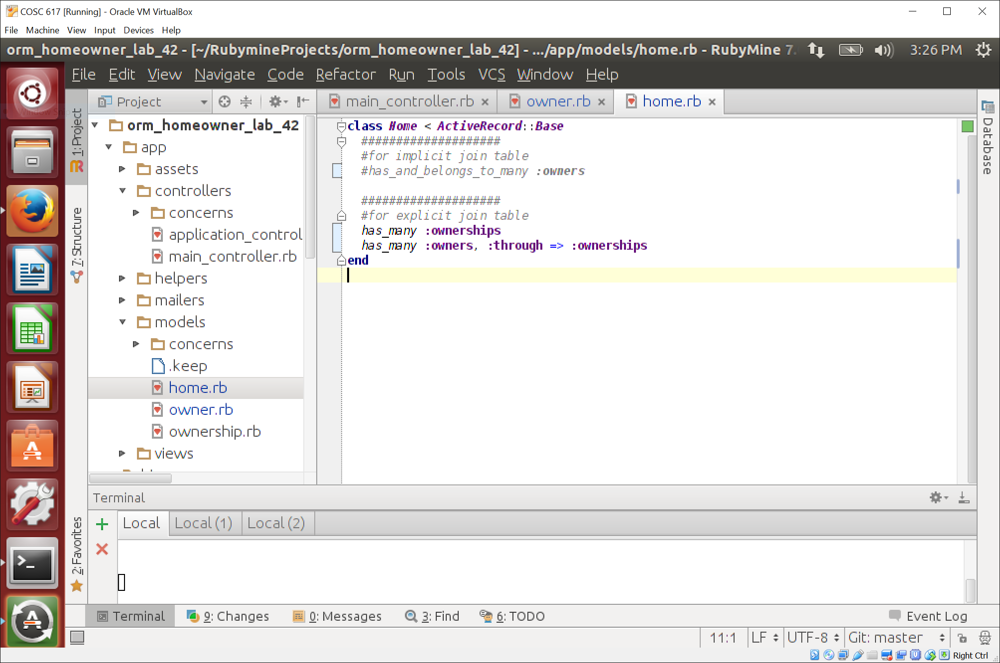 COSC 617 [Running] - Oracle VM VirtualBox
File Machine View Input Devices Help
orm_homeowner_lab_42 - [~/RubymineProjects/orm_homeowner_lab_42] - .../app/models/home.rb - RubyMine 7.
3:26 PM
File Edit View Navigate Code Refactor Run Tools VCS Window Help
Project
main_controller.rb
owner.rb
home.rb
1: Project
7: Structure
2: Favorites
Database
orm_homeowner_lab_42
app
assets
controllers
concerns
application_control
main_controller.rb
helpers
mailers
models
concerns
.keep
home.rb
owner.rb
ownership.rb
views
class Home < ActiveRecord::Base
####################
#for implicit join table
#has_and_belongs_to_many :owners
####################
#for explicit join table
has_many :ownerships
has_many :owners, :through => :ownerships
end
Terminal
Local Local (1) Local (2)
Terminal 9: Changes 0: Messages 3: Find 6: TODO Event Log
11:1 LF UTF-8 Git: master
Right Ctrl